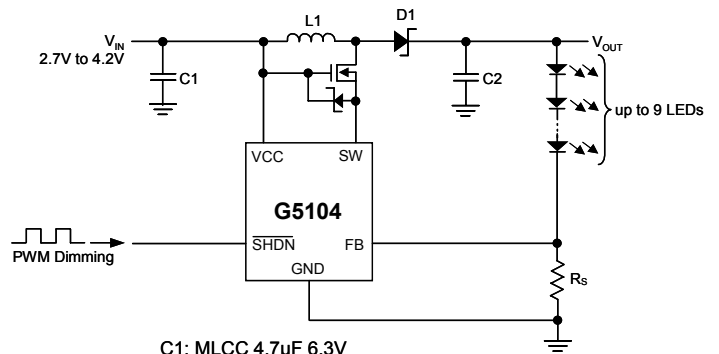 L1
D1
VIN
2.7V to 4.2V
VOUT
C1
C2
up to 9 LEDs
VCC
SW
G5104
SHDN
FB
PWM Dimming
GND
RS
C1: MLCC 4.7uF 6.3V